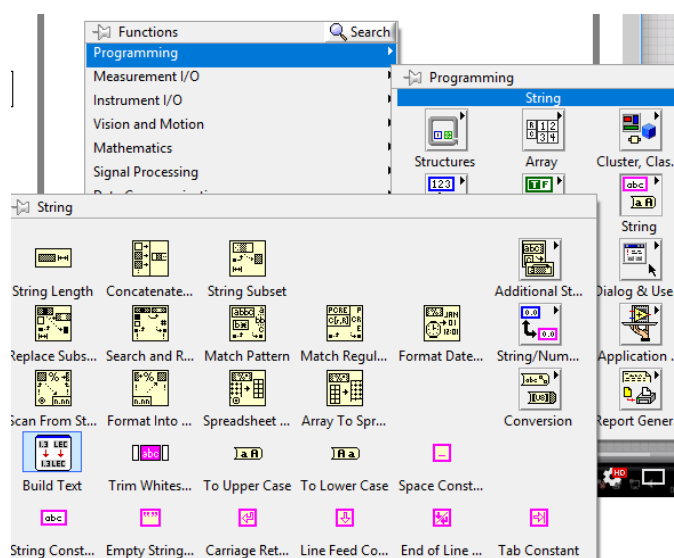 Functions
Search
Programming
Measurement I/O
Instrument I/O
Vision and Motion
Mathematics
Signal Processing
Programming
String
Structures
Array
Cluster, Clas...
String
Dialog & Use
Application .
Report Gener
String
String Length
Concatenate...
String Subset
Additional St...
Replace Subs...
Search and R...
Match Pattern
Match Regul...
Format Date...
String/Num...
Scan From St...
Format Into ...
Spreadsheet ...
Array To Spr...
Conversion
Build Text
Trim Whites...
To Upper Case
To Lower Case
Space Const...
String Const...
Empty String...
Carriage Ret...
Line Feed Co...
End of Line ...
Tab Constant
HD